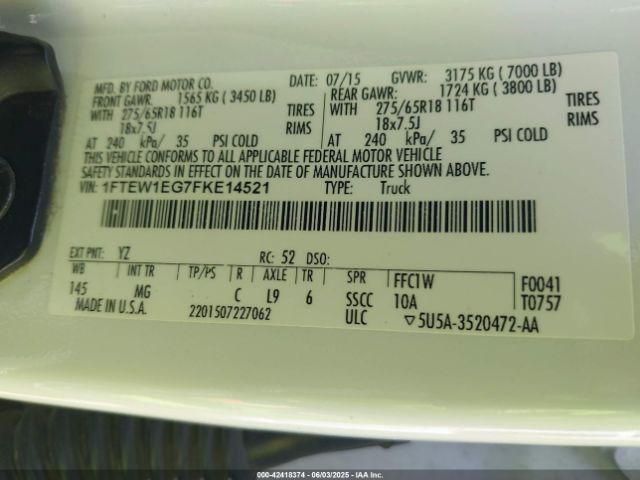 MFD. BY FORD MOTOR CO. DATE: 07/15 GVWR: 3175 KG ( 7000 LB)
FRONT GAWR: 1565 KG ( 3450 LB) REAR GAWR: 1724 KG ( 3800 LB)
WITH 275/65R18 116T TIRES WITH 275/65R18 116T TIRES
18x7.5J RIMS 18x7.5J RIMS
AT 240 kPa/ 35 PSI COLD AT 240 kPa/ 35 PSI COLD
THIS VEHICLE CONFORMS TO ALL APPLICABLE FEDERAL MOTOR VEHICLE
SAFETY STANDARDS IN EFFECT ON THE DATE OF MANUFACTURE SHOWN ABOVE.
VIN: 1FTEW1EG7FKE14521 TYPE: Truck
EXT PNT: YZ RC: 52 DSO:
WB INT TR TP/PS R AXLE TR SPR FFC1W F0041
145 MG C L9 6 SSCC 10A T0757
MADE IN U.S.A. 2201507227062 ULC ▽5U5A-3520472-AA
000-42418374 | 06/03/2025 - IAA, Inc.